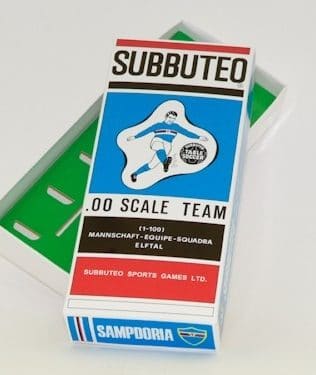 SUBBUTEO
TABLE
SOCCER
.00 SCALE TEAM
(1-100)
MANNSCHAFT-EQUIPE-SQUADRA
ELFTAL
SUBBUTEO SPORTS GAMES LTD.
SAMPDORIA